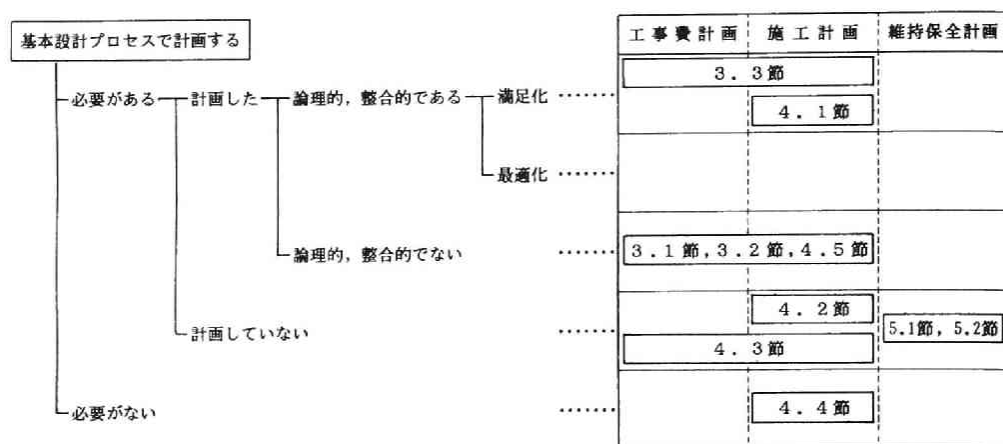 基本設計プロセスで計画する
工事費計画 施工計画 維持保全計画
3.3節
必要がある 計画した 論理的,整合的である 満足化 ‥‥‥
4.1節
最適化 ‥‥‥
論理的,整合的でない ‥‥‥ 3.1節,3.2節,4.5節
4.2節
計画していない ‥‥‥ 5.1節,5.2節
4.3節
必要がない ‥‥‥ 4.4節